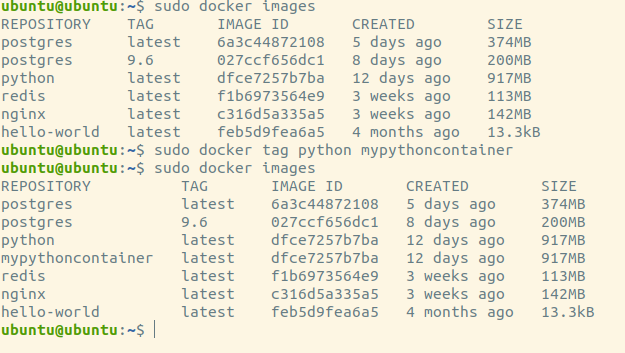 ubuntu@ubuntu:~$ sudo docker images
REPOSITORY TAG IMAGE ID CREATED SIZE
postgres latest 6a3c44872108 5 days ago 374MB
postgres 9.6 027ccf656dc1 8 days ago 200MB
python latest dfce7257b7ba 12 days ago 917MB
redis latest f1b6973564e9 3 weeks ago 113MB
nginx latest c316d5a335a5 3 weeks ago 142MB
hello-world latest feb5d9fea6a5 4 months ago 13.3kB
ubuntu@ubuntu:~$ sudo docker tag python mypythoncontainer
ubuntu@ubuntu:~$ sudo docker images
REPOSITORY TAG IMAGE ID CREATED SIZE
postgres latest 6a3c44872108 5 days ago 374MB
postgres 9.6 027ccf656dc1 8 days ago 200MB
python latest dfce7257b7ba 12 days ago 917MB
mypythoncontainer latest dfce7257b7ba 12 days ago 917MB
redis latest f1b6973564e9 3 weeks ago 113MB
nginx latest c316d5a335a5 3 weeks ago 142MB
hello-world latest feb5d9fea6a5 4 months ago 13.3kB
ubuntu@ubuntu:~$